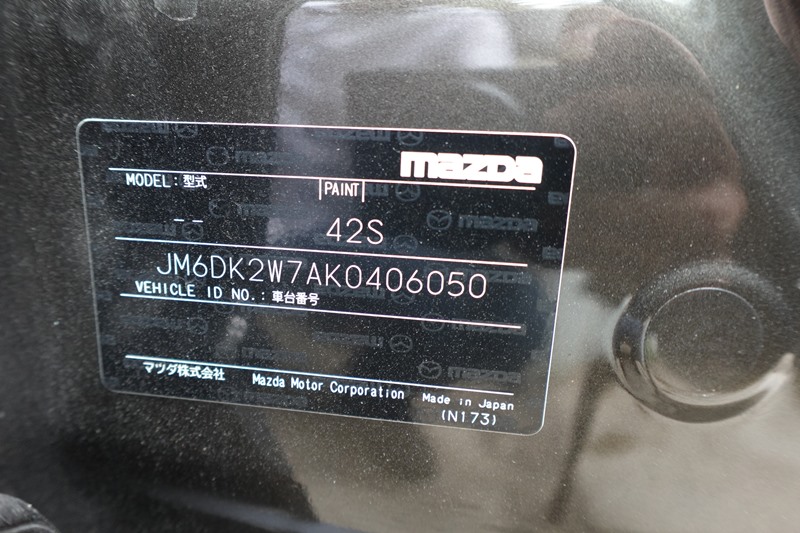 mazda
MODEL: 型式
PAINT
-- 
42S
JM6DK2W7AK0406050
VEHICLE ID NO.: 車台番号
マツダ株式会社 Mazda Motor Corporation Made in Japan
(N173)